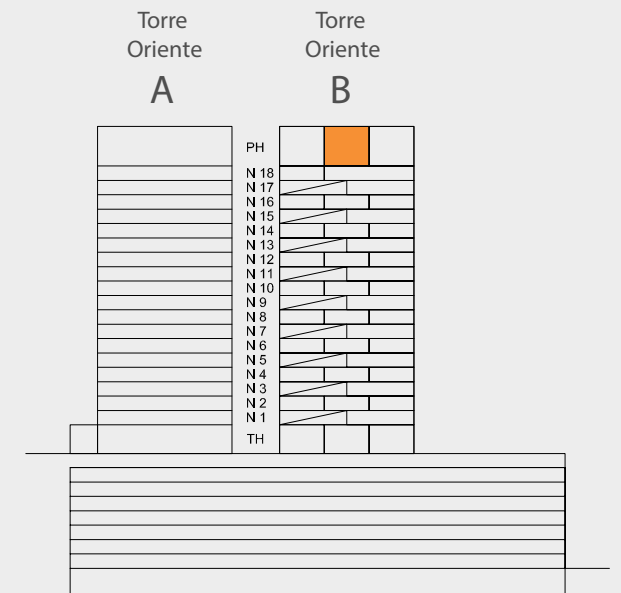 Torre
Oriente
A
Torre
Oriente
B
PH
N 18
N 17
N 16
N 15
N 14
N 13
N 12
N 11
N 10
N 9
N 8
N 7
N 6
N 5
N 4
N 3
N 2
N 1
TH